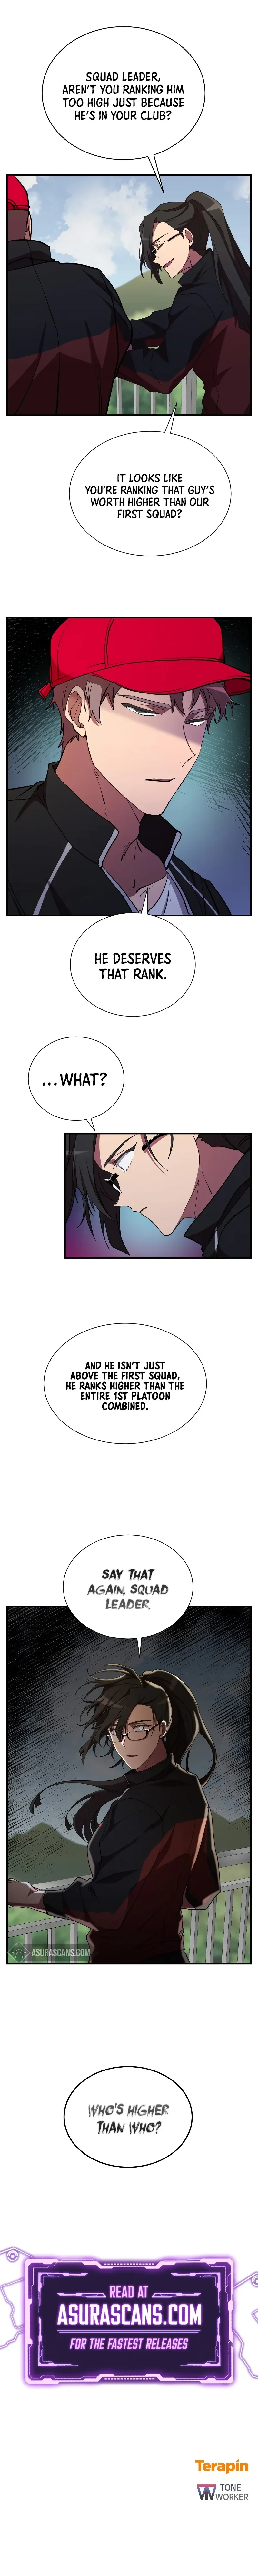 SQUAD LEADER,
AREN'T YOU RANKING HIM
TOO HIGH JUST BECAUSE
HE'S IN YOUR CLUB?
IT LOOKS LIKE
YOU'RE RANKING THAT GUY'S
WORTH HIGHER THAN OUR
FIRST SQUAD?
HE DESERVES
THAT RANK.
...WHAT?
AND HE ISN'T JUST
ABOVE THE FIRST SQUAD,
HE RANKS HIGHER THAN THE
ENTIRE 1ST PLATOON
COMBINED.
SAY THAT
AGAIN, SQUAD
LEADER.
ASURASCANS.COM
WHO'S HIGHER
THAN WHO?
READ AT
ASURASCANS.COM
FOR THE FASTEST RELEASES
Terapin
TONE
WORKER